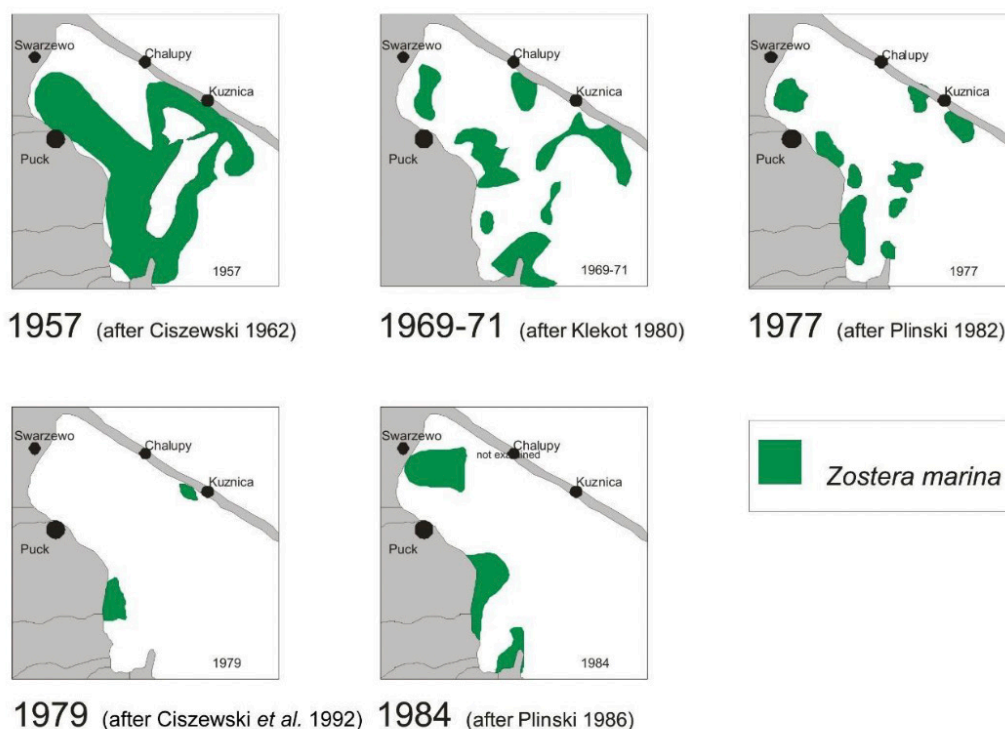 Swarzewo
Chalupy
Kuznica
Puck
1957
1957 (after Ciszewski 1962)
Swarzewo
Chalupy
Kuznica
Puck
1969-71
1969-71 (after Klekot 1980)
Swarzewo
Chalupy
Kuznica
Puck
1977
1977 (after Plinski 1982)
Swarzewo
Chalupy
Kuznica
Puck
1979
1979 (after Ciszewski et al. 1992)
Swarzewo
Chalupy
not examined
Kuznica
Puck
1984
1984 (after Plinski 1986)
Zostera marina